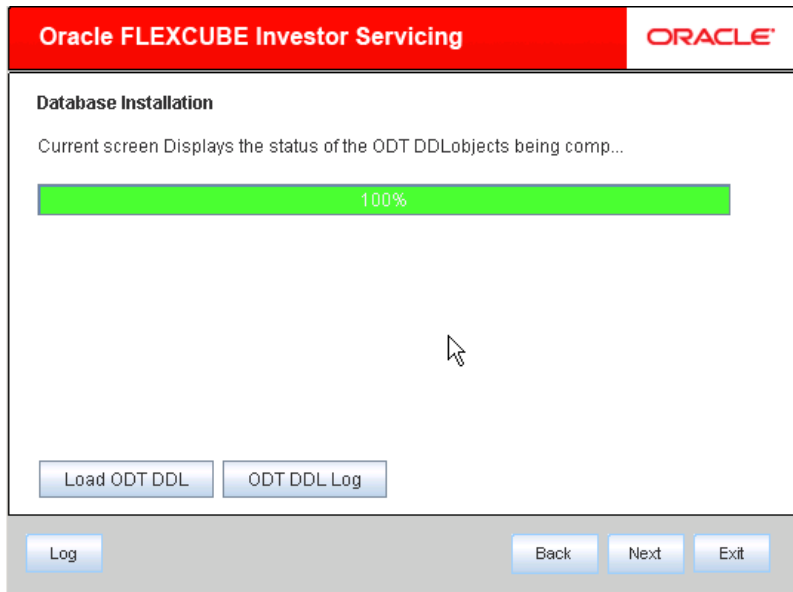 Oracle FLEXCUBE Investor Servicing
ORACLE
Database Installation
Current screen Displays the status of the ODT DDLobjects being comp...
100%
Load ODT DDL
ODT DDL Log
Log
Back
Next
Exit